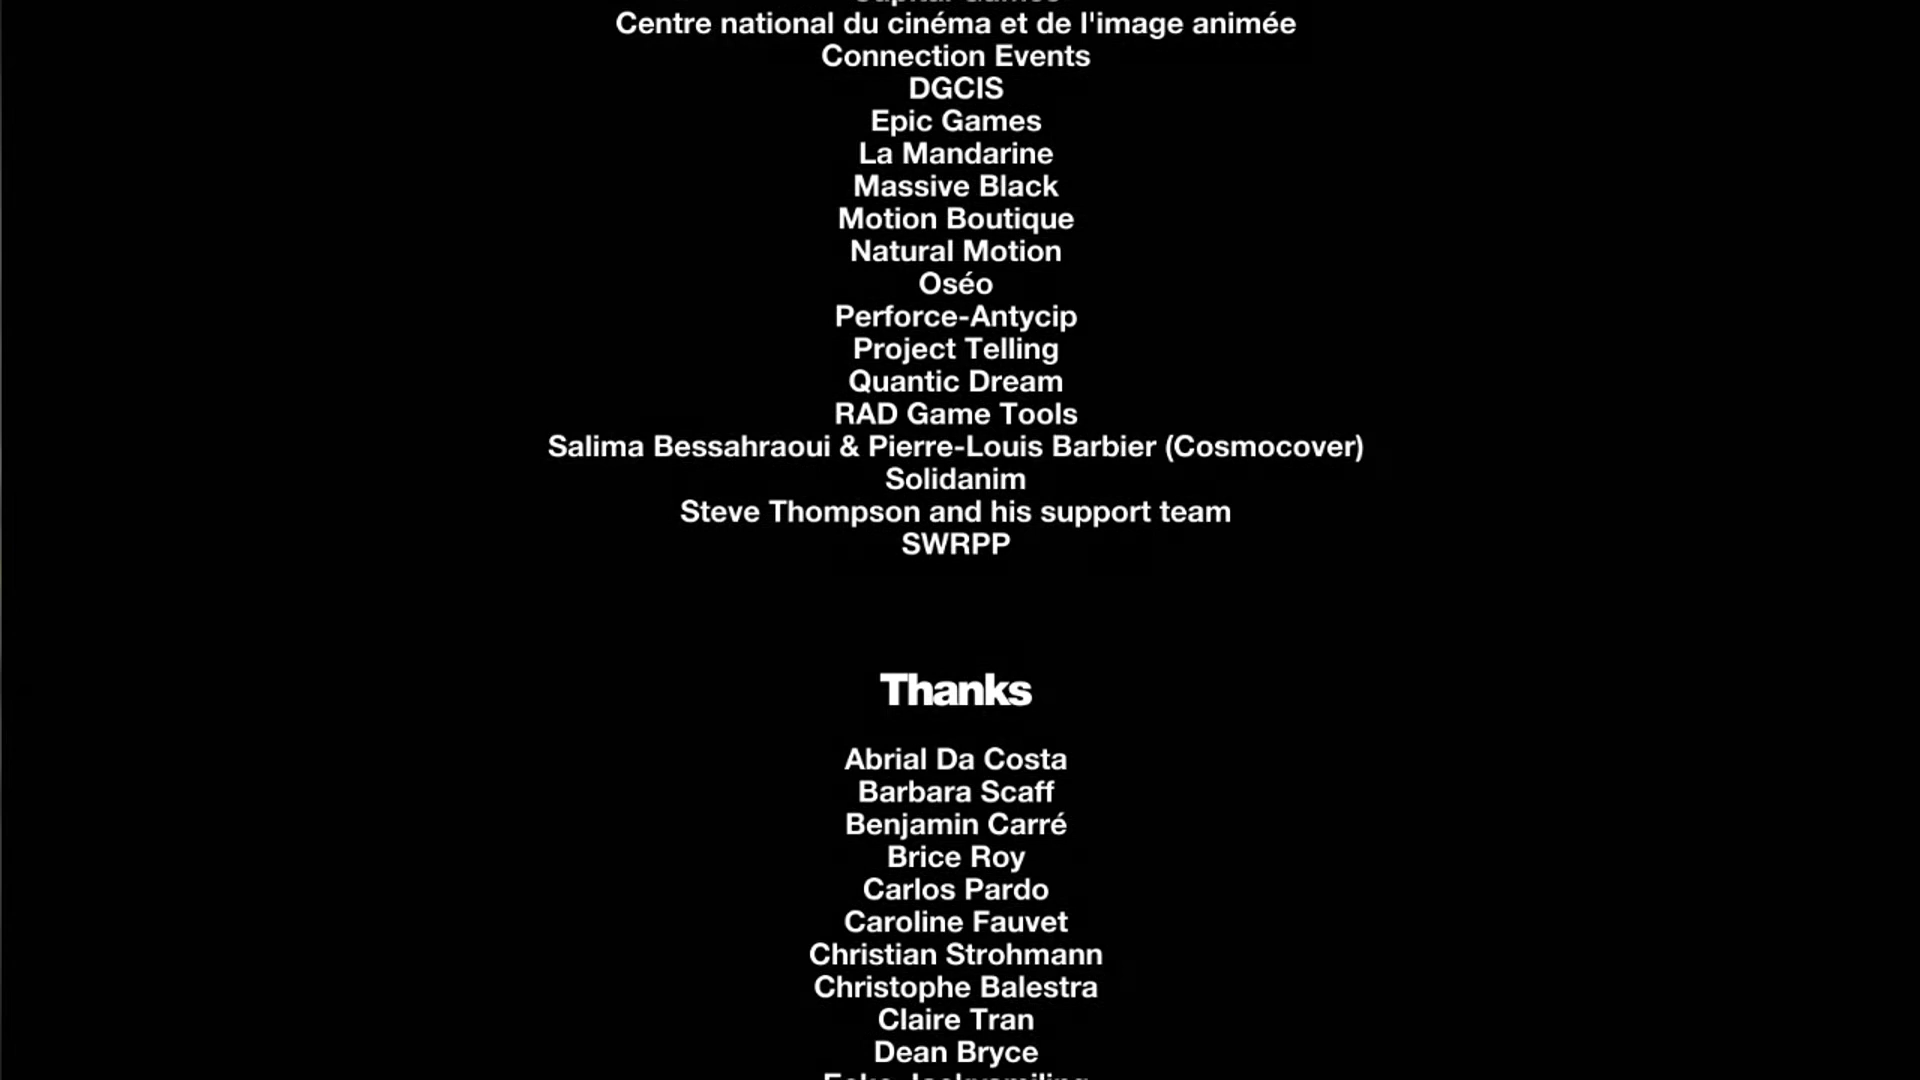 Centre national du cinéma et de l'image animée
Connection Events
DGCIS
Epic Games
La Mandarine
Massive Black
Motion Boutique
Natural Motion
Oséo
Perforce-Antycip
Project Telling
Quantic Dream
RAD Game Tools
Salima Bessahraoui & Pierre-Louis Barbier (Cosmocover)
Solidanim
Steve Thompson and his support team
SWRPP
Thanks
Abrial Da Costa
Barbara Scaff
Benjamin Carré
Brice Roy
Carlos Pardo
Caroline Fauvet
Christian Strohmann
Christophe Balestra
Claire Tran
Dean Bryce